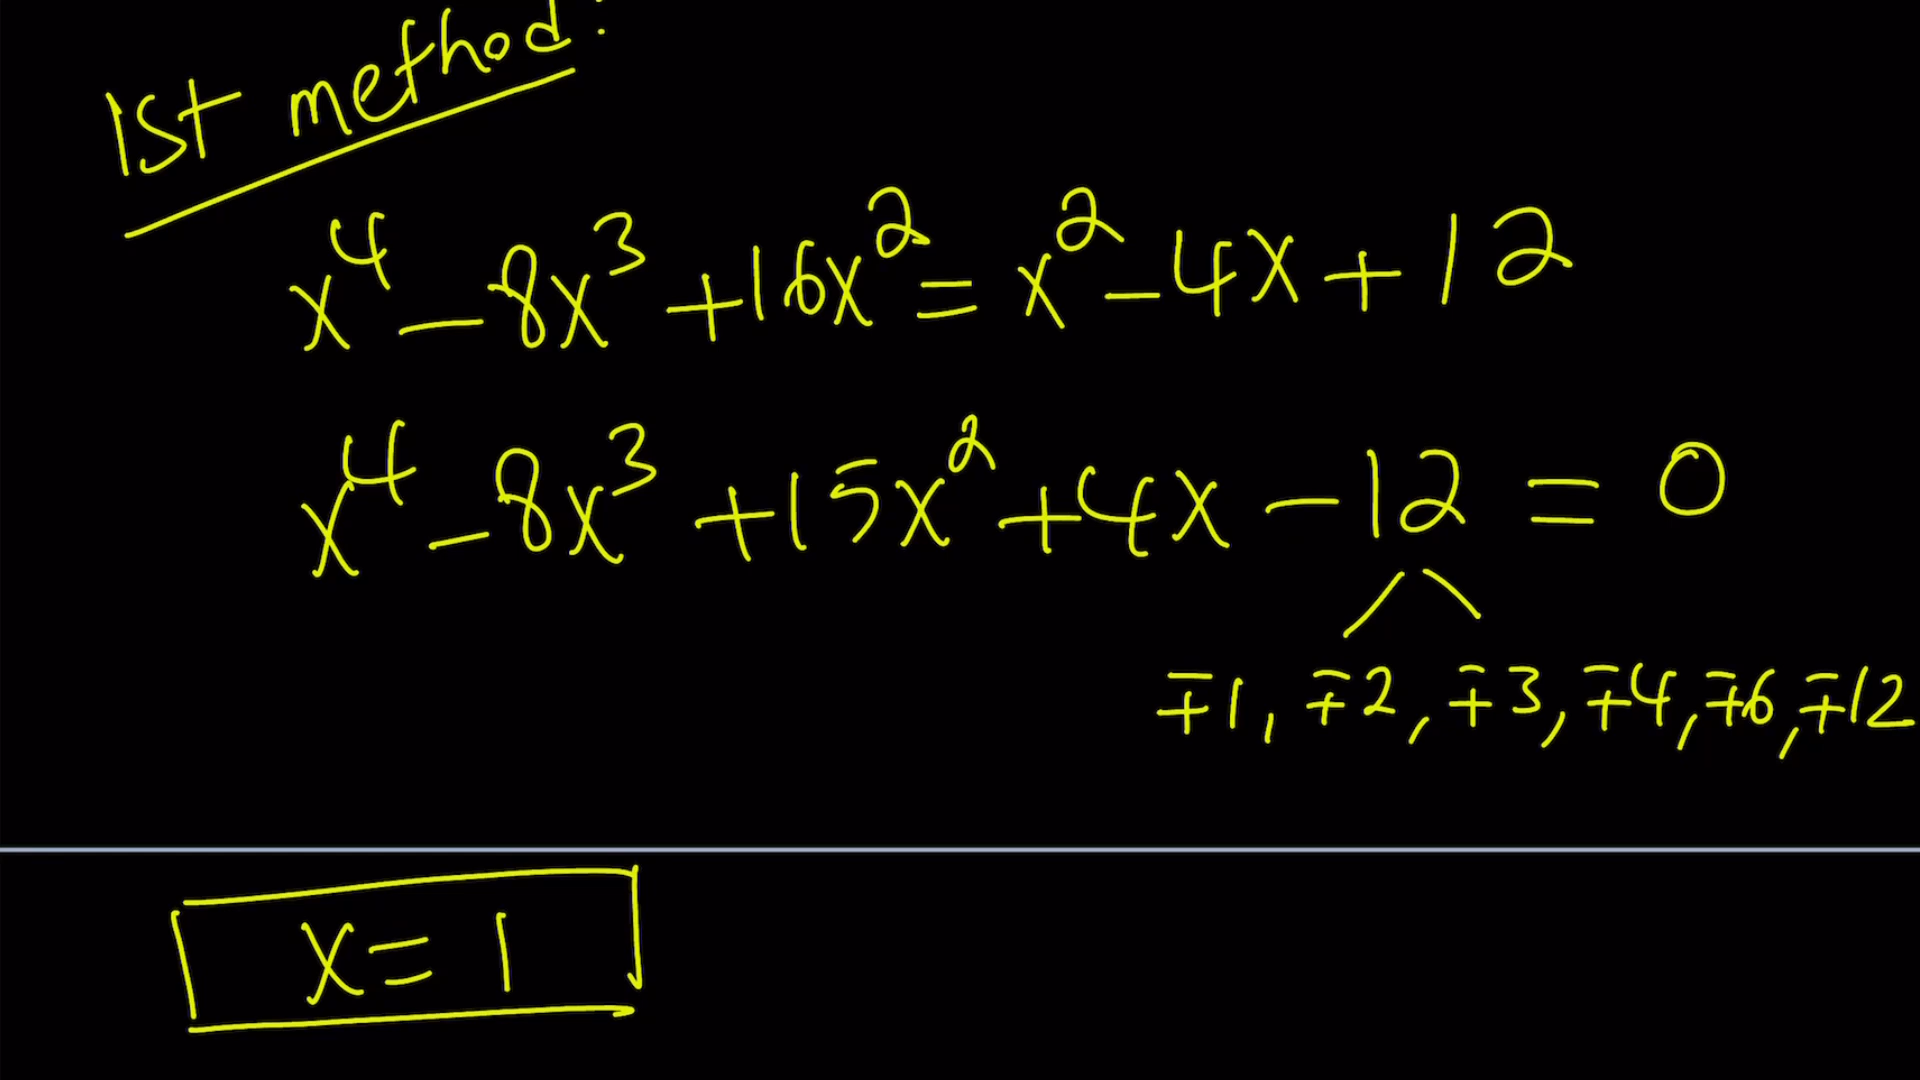 1st method:
x⁴ − 8x³ + 16x² = x² − 4x + 12
x⁴ − 8x³ + 15x² + 4x − 12 = 0
∓1, ∓2, ∓3, ∓4, ∓6, ∓12
x = 1